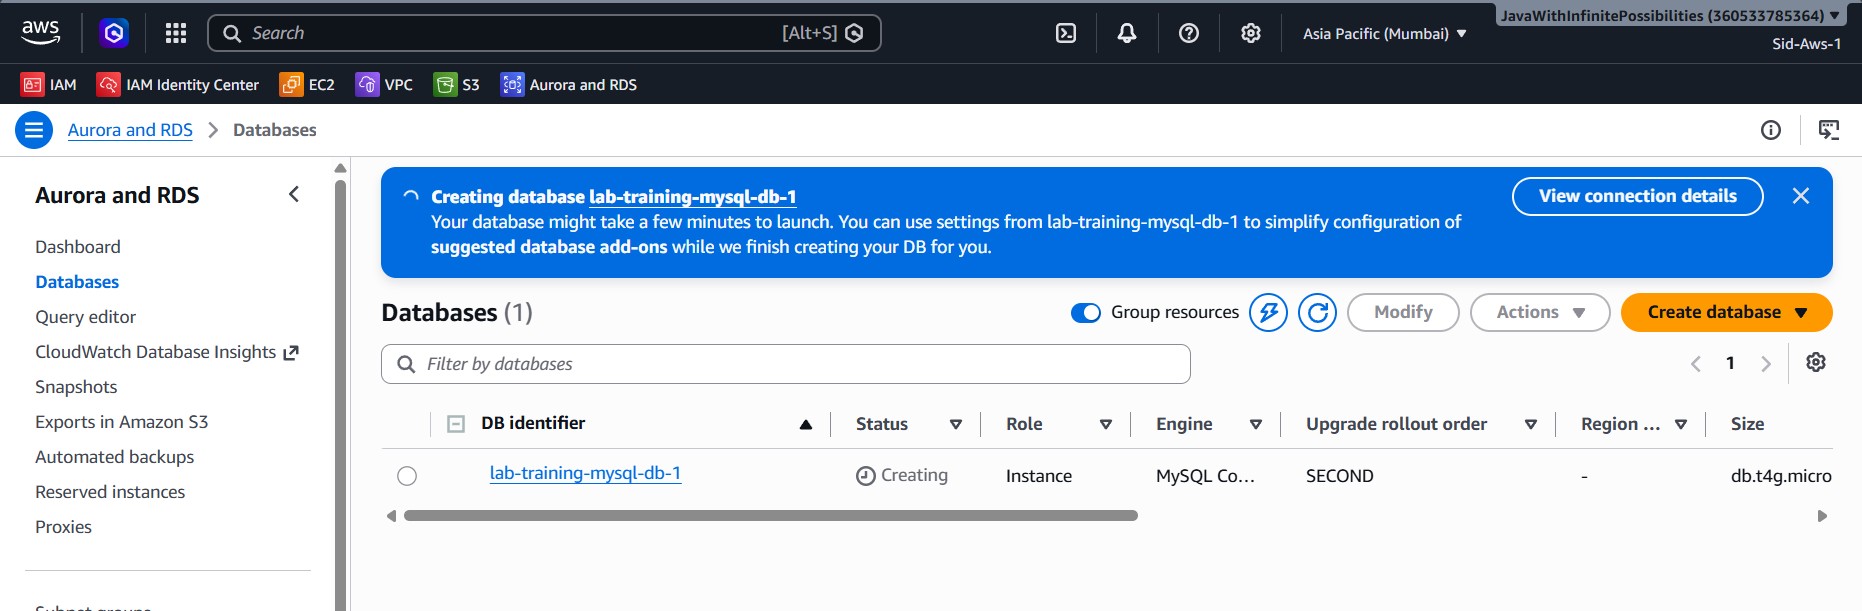 aws
Search
[Alt+S]
Asia Pacific (Mumbai)
JavaWithInfinitePossibilities (360533785364)
Sid-Aws-1
IAM
IAM Identity Center
EC2
VPC
S3
Aurora and RDS
Aurora and RDS
Databases
Aurora and RDS
Dashboard
Databases
Query editor
CloudWatch Database Insights
Snapshots
Exports in Amazon S3
Automated backups
Reserved instances
Proxies
Creating database lab-training-mysql-db-1
Your database might take a few minutes to launch. You can use settings from lab-training-mysql-db-1 to simplify configuration of
suggested database add-ons while we finish creating your DB for you.
View connection details
Databases (1)
Group resources
Modify
Actions
Create database
Filter by databases
1
DB identifier
Status
Role
Engine
Upgrade rollout order
Region ...
Size
lab-training-mysql-db-1
Creating
Instance
MySQL Co...
SECOND
-
db.t4g.micro